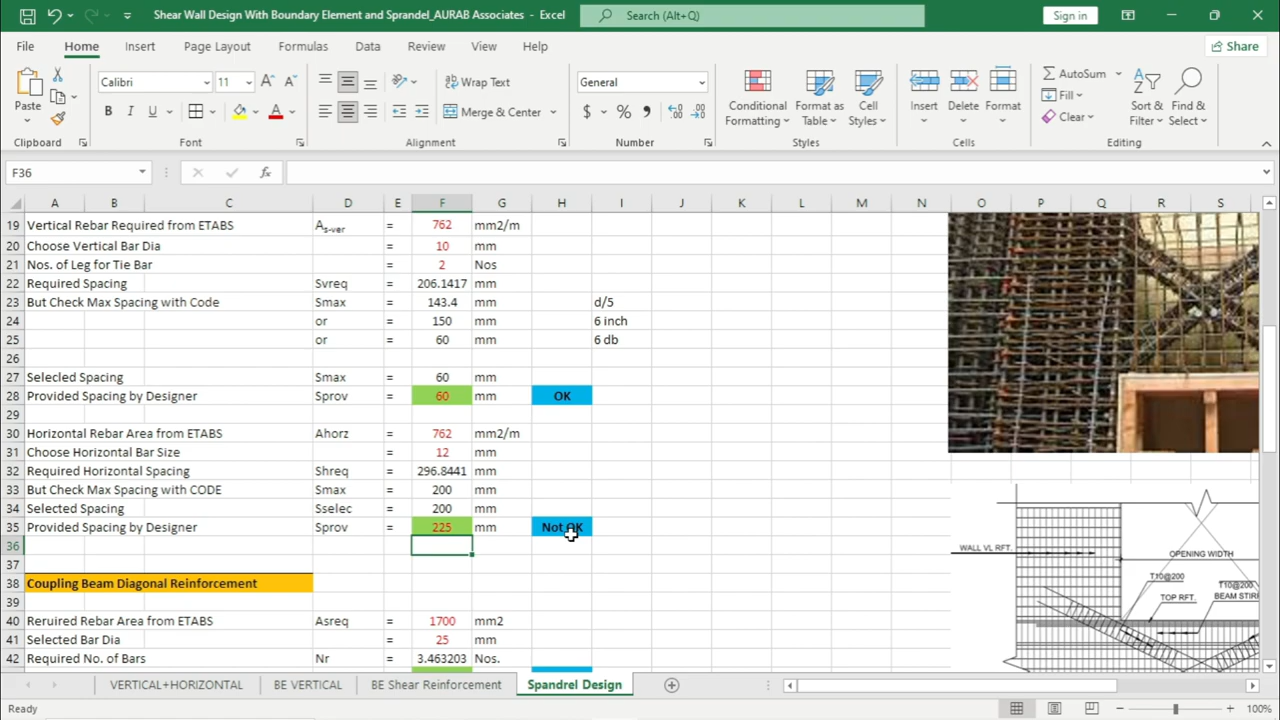 Shear Wall Design With Boundary Element and Sprandel_AURAB Associates - Excel
Search (Alt+Q)
Sign in
File Home Insert Page Layout Formulas Data Review View Help
Share
Paste
Calibri 11
Wrap Text
Merge & Center
General
Conditional Formatting
Format as Table
Cell Styles
Insert
Delete
Format
AutoSum
Fill
Clear
Sort & Filter
Find & Select
Clipboard Font Alignment Number Styles Cells Editing
F36
A B C D E F G H I J K L M N O P Q R S
19 Vertical Rebar Required from ETABS As-ver = 762 mm2/m
20 Choose Vertical Bar Dia = 10 mm
21 Nos. of Leg for Tie Bar = 2 Nos
22 Required Spacing Svreq = 206.1417 mm
23 But Check Max Spacing with Code Smax = 143.4 mm d/5
24 or = 150 mm 6 inch
25 or = 60 mm 6 db
26
27 Selecled Spacing Smax = 60 mm
28 Provided Spacing by Designer Sprov = 60 mm OK
29
30 Horizontal Rebar Area from ETABS Ahorz = 762 mm2/m
31 Choose Horizontal Bar Size = 12 mm
32 Required Horizontal Spacing Shreq = 296.8441 mm
33 But Check Max Spacing with CODE Smax = 200 mm
34 Selected Spacing Sselec = 200 mm
35 Provided Spacing by Designer Sprov = 225 mm Not OK
36
37
38 Coupling Beam Diagonal Reinforcement
39
40 Reruired Rebar Area from ETABS Asreq = 1700 mm2
41 Selected Bar Dia = 25 mm
42 Required No. of Bars Nr = 3.463203 Nos.
WALL VL RFT.
OPENING WIDTH
T10@200
TOP RFT.
T10@200
BEAM STIR
VERTICAL+HORIZONTAL BE VERTICAL BE Shear Reinforcement Spandrel Design
Ready
100%